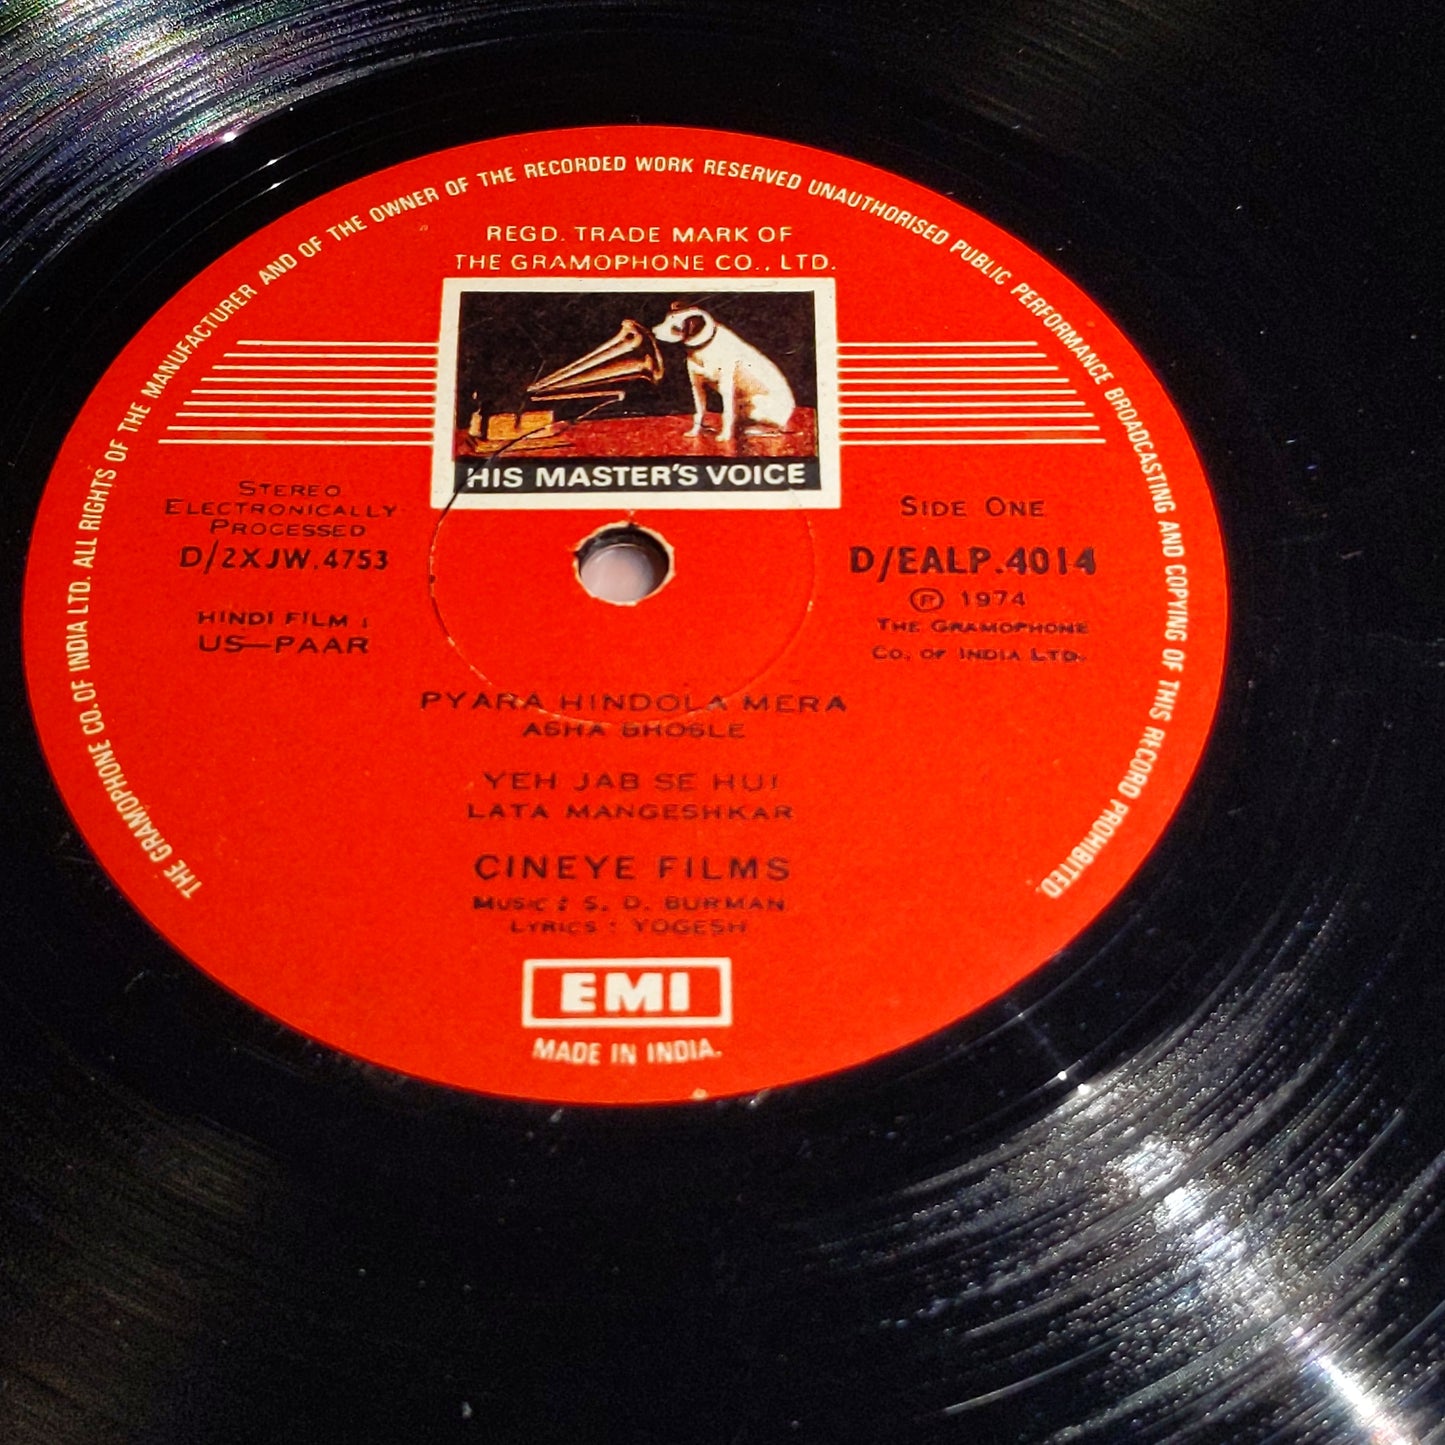 THE GRAMOPHONE CO. OF INDIA LTD. ALL RIGHTS OF THE MANUFACTURER AND OF THE OWNER OF THE RECORDED WORK RESERVED UNAUTHORISED PUBLIC PERFORMANCE BROADCASTING AND COPYING OF THIS RECORD PROHIBITED.
REGD. TRADE MARK OF
THE GRAMOPHONE CO., LTD.
HIS MASTER'S VOICE
STEREO
ELECTRONICALLY
PROCESSED
D/2XJW.4753
HINDI FILM :
US—PAAR
SIDE ONE
D/EALP.4014
Ⓟ 1974
THE GRAMOPHONE
CO. OF INDIA LTD.
PYARA HINDOLA MERA
ASHA BHOSLE
YEH JAB SE HUI
LATA MANGESHKAR
CINEYE FILMS
MUSIC : S. D. BURMAN
LYRICS : YOGESH
EMI
MADE IN INDIA.